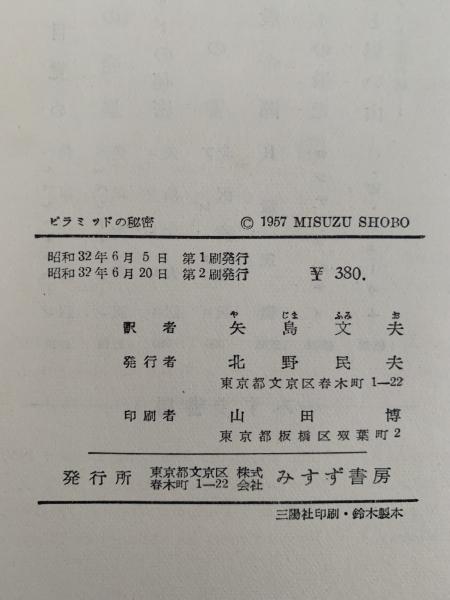 ピラミッドの秘密 © 1957 MISUZU SHOBO
昭和32年6月5日 第1刷発行
昭和32年6月20日 第2刷発行 ¥ 380.
や じま ふみ お
訳者 矢島文夫
発行者 北野民夫
東京都文京区春木町1—22
印刷者 山田博
東京都板橋区双葉町2
発行所 東京都文京区春木町1—22 株式会社 みすず書房
三陽社印刷・鈴木製本